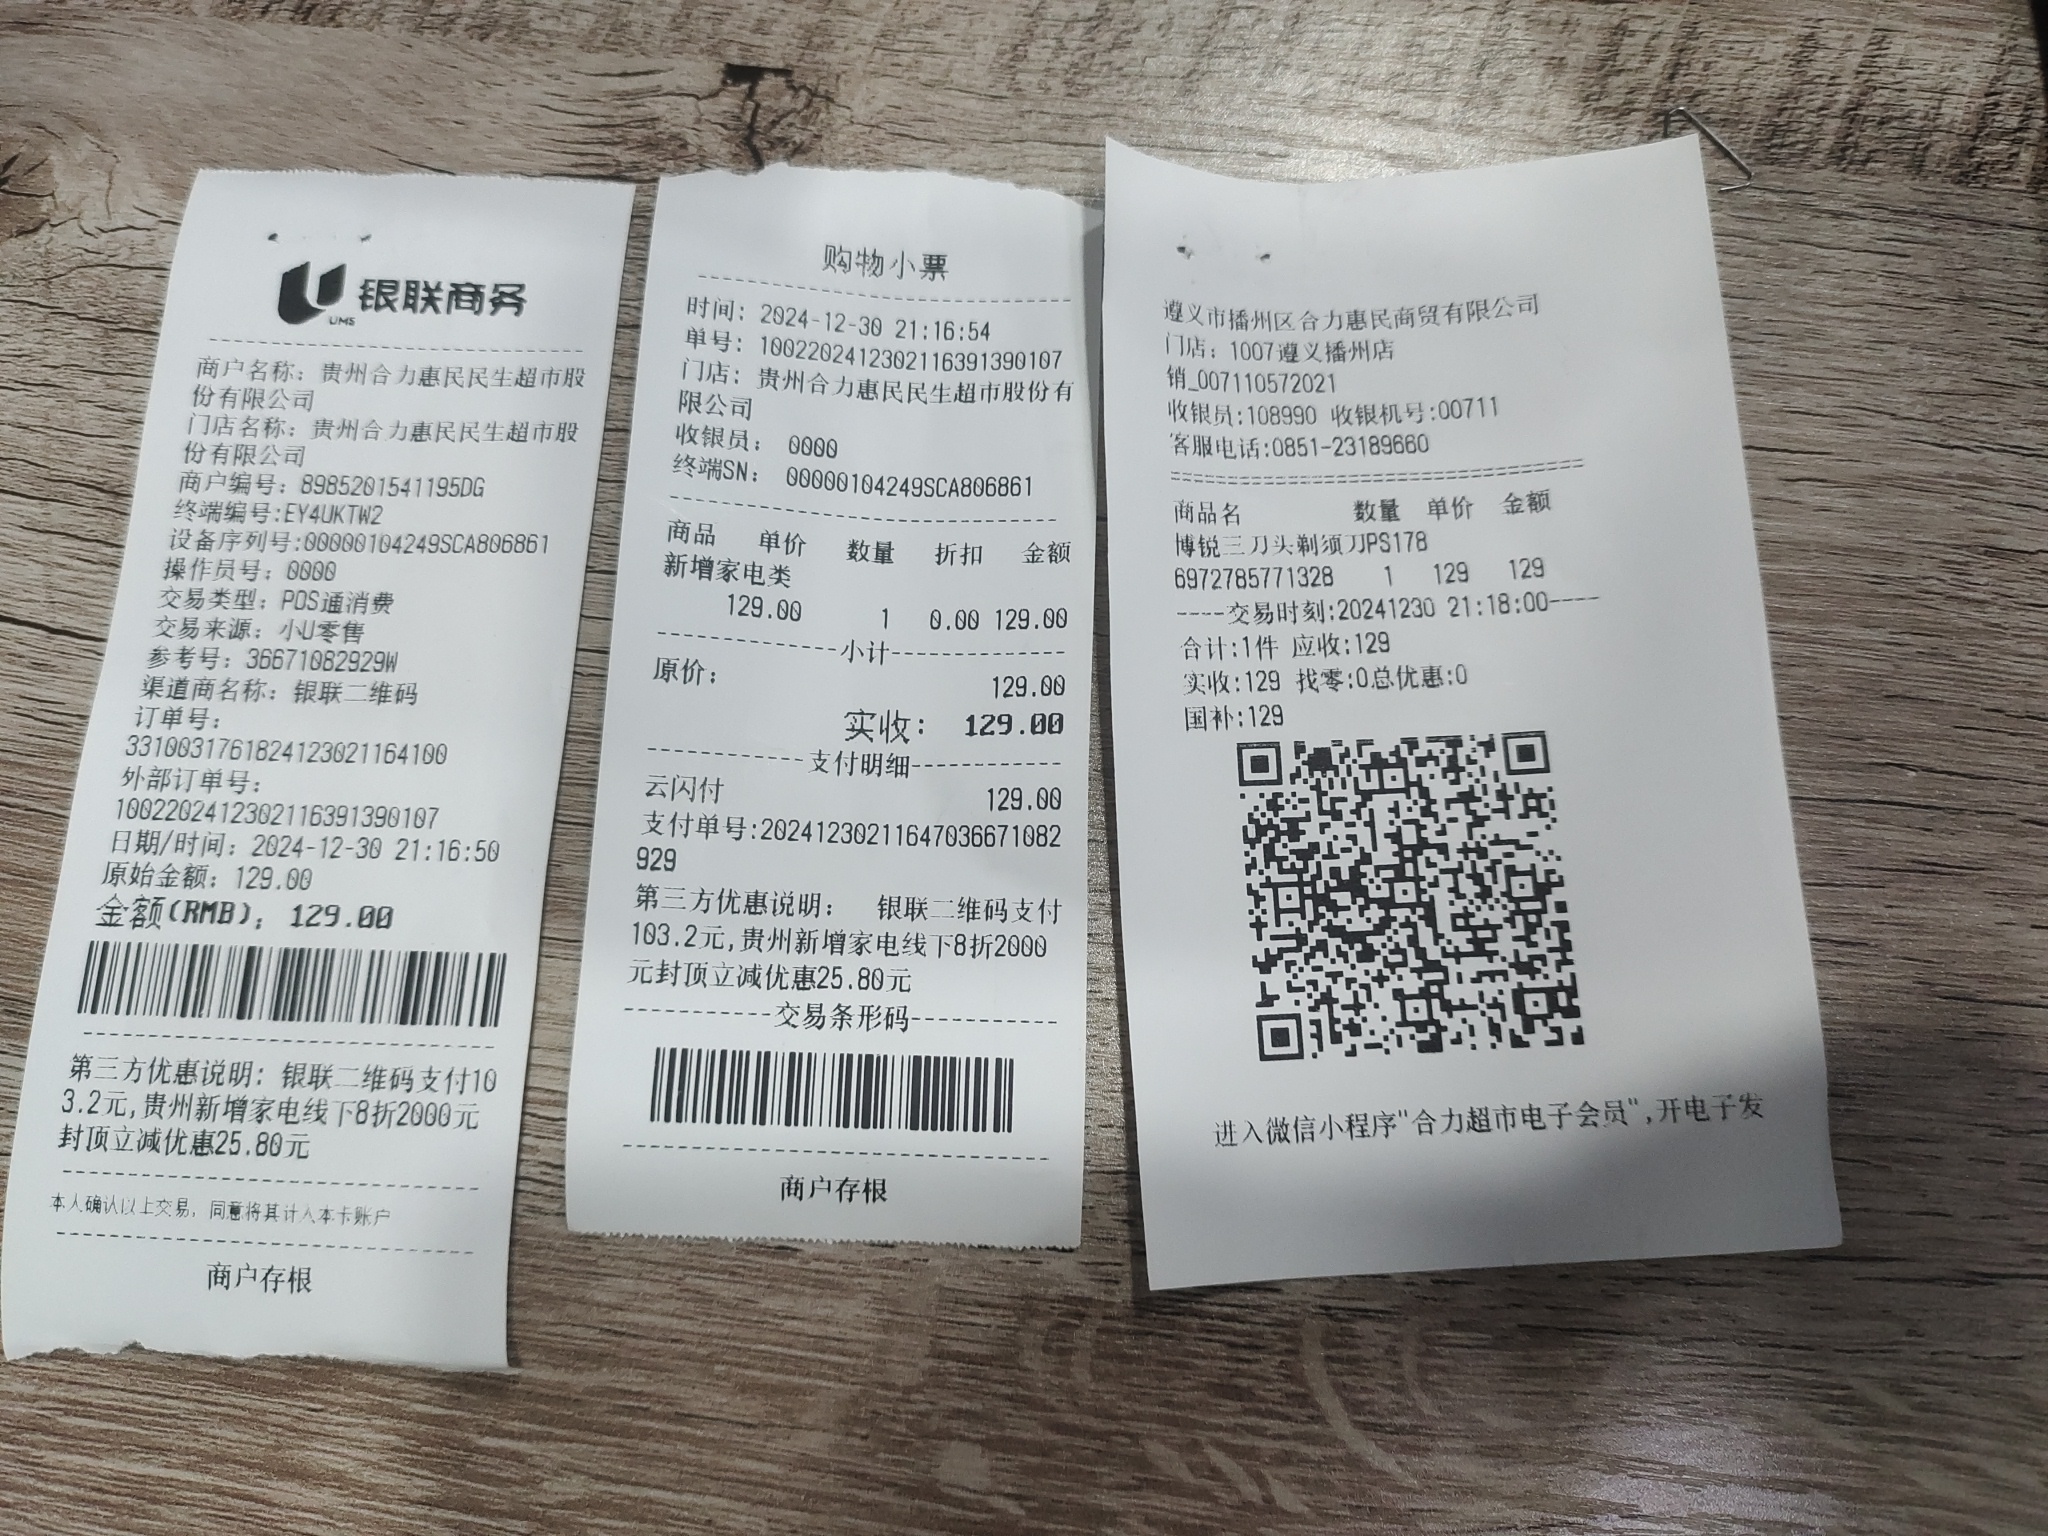 银联商务
UMS
商户名称：贵州合力惠民民生超市股
份有限公司
门店名称：贵州合力惠民民生超市股
份有限公司
商户编号：8985201541195DG
终端编号:EY4UKTW2
设备序列号:00000104249SCA806861
操作员号：0000
交易类型：POS通消费
交易来源：小U零售
参考号：36671082929W
渠道商名称：银联二维码
订单号：
3310031761824123021164100
外部订单号：
10022024123021163913901​07
日期/时间：2024-12-30 21:16:50
原始金额：129.00
金额(RMB)：129.00
第三方优惠说明：银联二维码支付10
3.2元,贵州新增家电线下8折2000元
封顶立减优惠25.80元
本人确认以上交易，同意将其计入本卡账户
商户存根
购物小票
时间：2024-12-30 21:16:54
单号：1002202412302116391390107
门店：贵州合力惠民民生超市股份有
限公司
收银员：0000
终端SN：00000104249SCA806861
商品 单价 数量 折扣 金额
新增家电类
129.00 1 0.00 129.00
-----------小计-----------
原价： 129.00
实收：129.00
-----------支付明细-----------
云闪付 129.00
支付单号:20241230211647036671082
929
第三方优惠说明： 银联二维码支付
103.2元,贵州新增家电线下8折2000
元封顶立减优惠25.80元
-----------交易条形码-----------
商户存根
遵义市播州区合力惠民商贸有限公司
门店：1007遵义播州店
销_007110572021
收银员:108990 收银机号:00711
客服电话:0851-23189660
商品名 数量 单价 金额
博锐三刀头剃须刀PS178
6972785771328 1 129 129
----交易时刻:20241230 21:18:00----
合计:1件 应收:129
实收:129 找零:0总优惠:0
国补:129
进入微信小程序"合力超市电子会员",开电子发